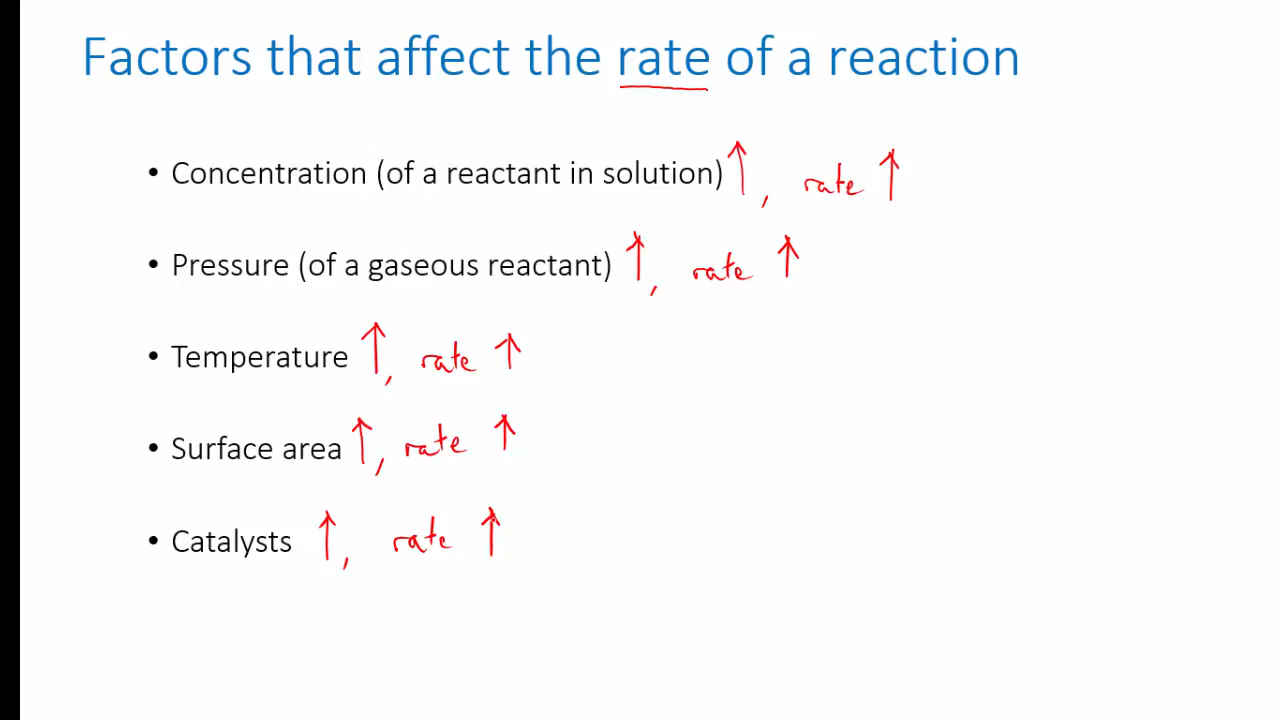 Factors that affect the rate of a reaction
• Concentration (of a reactant in solution) ↑, rate ↑
• Pressure (of a gaseous reactant) ↑, rate ↑
• Temperature ↑, rate ↑
• Surface area ↑, rate ↑
• Catalysts ↑, rate ↑